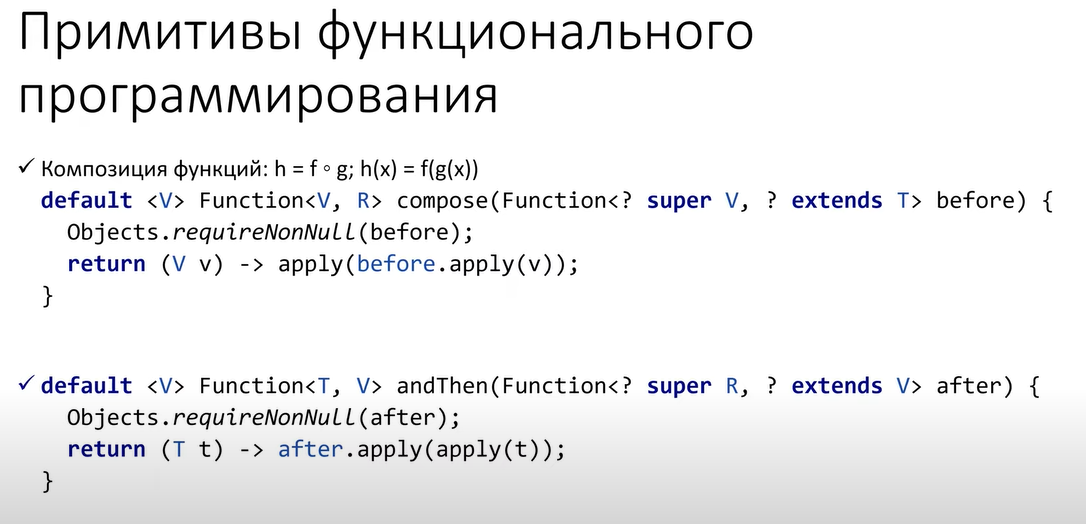 Примитивы функционального
программирования
✓ Композиция функций: h = f ∘ g; h(x) = f(g(x))
default <V> Function<V, R> compose(Function<? super V, ? extends T> before) {
Objects.requireNonNull(before);
return (V v) -> apply(before.apply(v));
}
✓ default <V> Function<T, V> andThen(Function<? super R, ? extends V> after) {
Objects.requireNonNull(after);
return (T t) -> after.apply(apply(t));
}